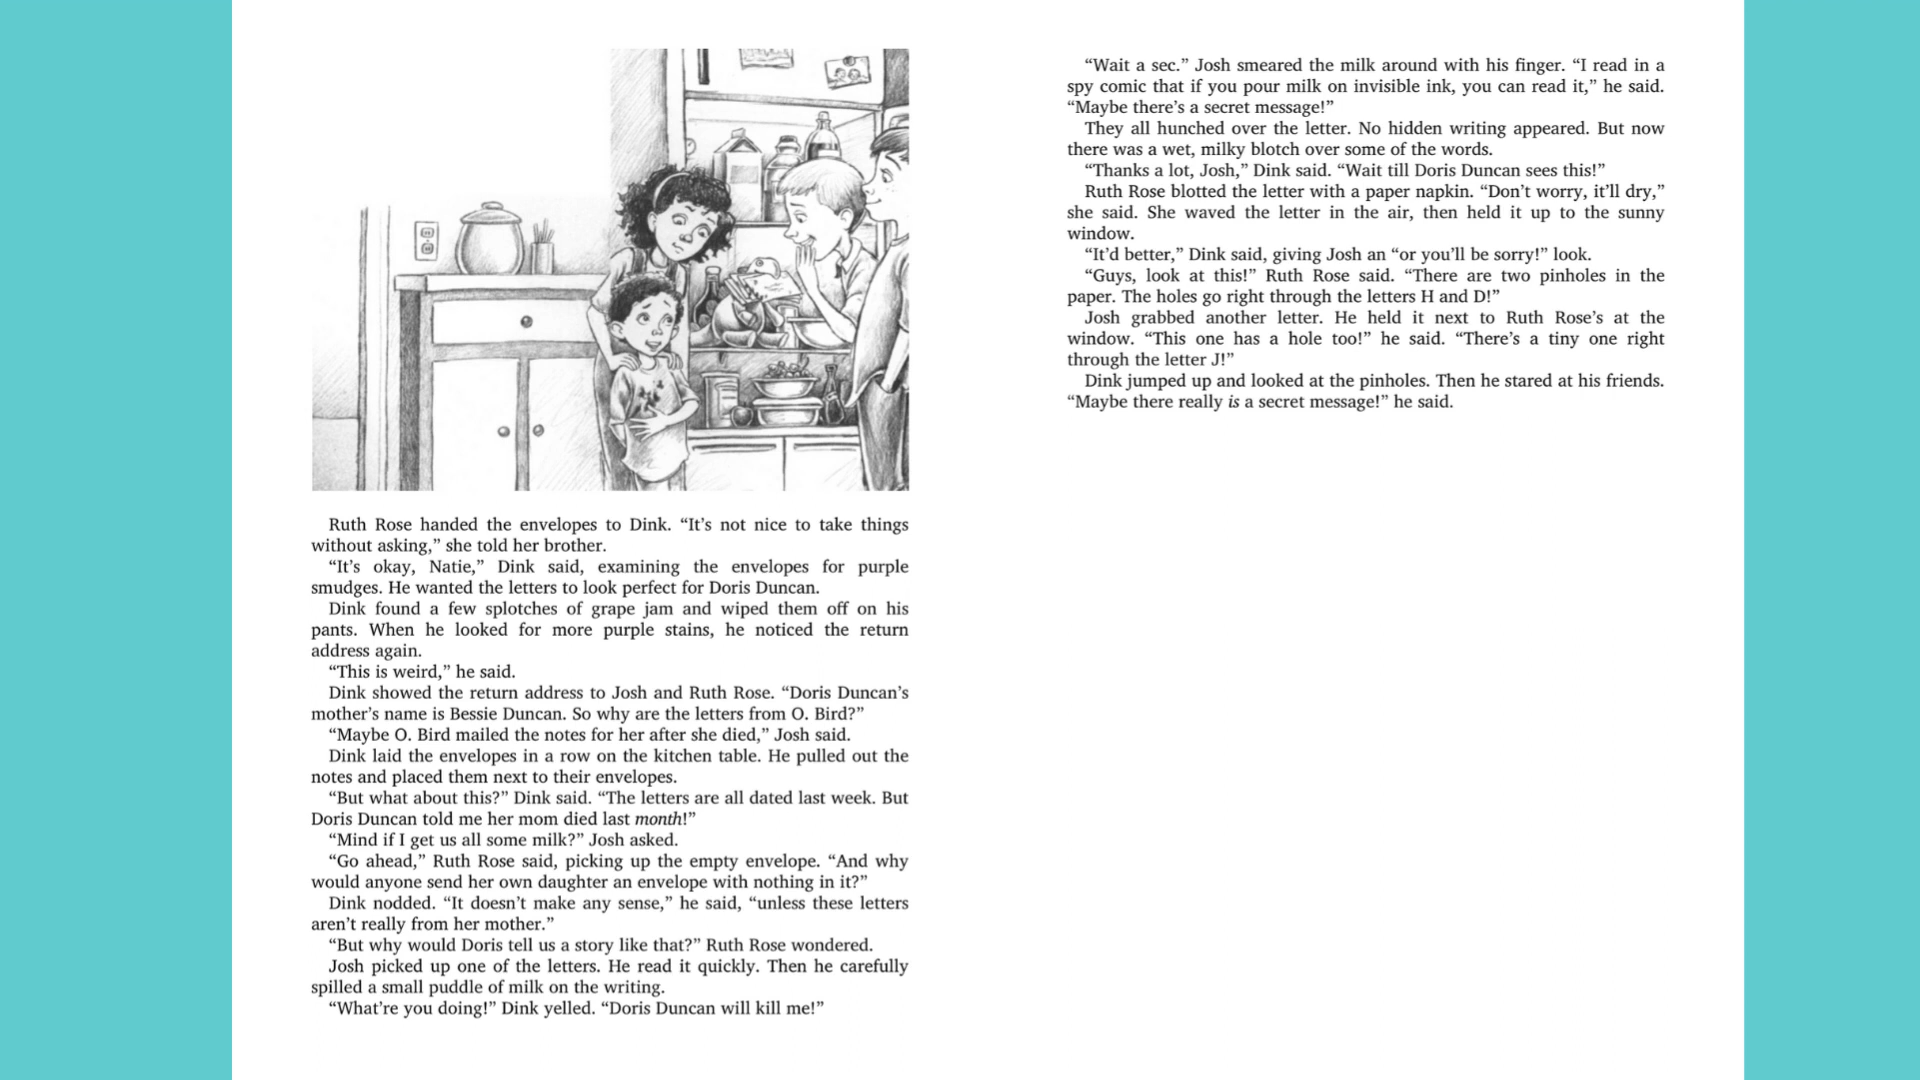 Ruth Rose handed the envelopes to Dink. “It’s not nice to take things
without asking,” she told her brother.
“It’s okay, Natie,” Dink said, examining the envelopes for purple
smudges. He wanted the letters to look perfect for Doris Duncan.
Dink found a few splotches of grape jam and wiped them off on his
pants. When he looked for more purple stains, he noticed the return
address again.
“This is weird,” he said.
Dink showed the return address to Josh and Ruth Rose. “Doris Duncan’s
mother’s name is Bessie Duncan. So why are the letters from O. Bird?”
“Maybe O. Bird mailed the notes for her after she died,” Josh said.
Dink laid the envelopes in a row on the kitchen table. He pulled out the
notes and placed them next to their envelopes.
“But what about this?” Dink said. “The letters are all dated last week. But
Doris Duncan told me her mom died last month!”
“Mind if I get us all some milk?” Josh asked.
“Go ahead,” Ruth Rose said, picking up the empty envelope. “And why
would anyone send her own daughter an envelope with nothing in it?”
Dink nodded. “It doesn’t make any sense,” he said, “unless these letters
aren’t really from her mother.”
“But why would Doris tell us a story like that?” Ruth Rose wondered.
Josh picked up one of the letters. He read it quickly. Then he carefully
spilled a small puddle of milk on the writing.
“What’re you doing!” Dink yelled. “Doris Duncan will kill me!”
“Wait a sec.” Josh smeared the milk around with his finger. “I read in a
spy comic that if you pour milk on invisible ink, you can read it,” he said.
“Maybe there’s a secret message!”
They all hunched over the letter. No hidden writing appeared. But now
there was a wet, milky blotch over some of the words.
“Thanks a lot, Josh,” Dink said. “Wait till Doris Duncan sees this!”
Ruth Rose blotted the letter with a paper napkin. “Don’t worry, it’ll dry,”
she said. She waved the letter in the air, then held it up to the sunny
window.
“It’d better,” Dink said, giving Josh an “or you’ll be sorry!” look.
“Guys, look at this!” Ruth Rose said. “There are two pinholes in the
paper. The holes go right through the letters H and D!”
Josh grabbed another letter. He held it next to Ruth Rose’s at the
window. “This one has a hole too!” he said. “There’s a tiny one right
through the letter J!”
Dink jumped up and looked at the pinholes. Then he stared at his friends.
“Maybe there really is a secret message!” he said.